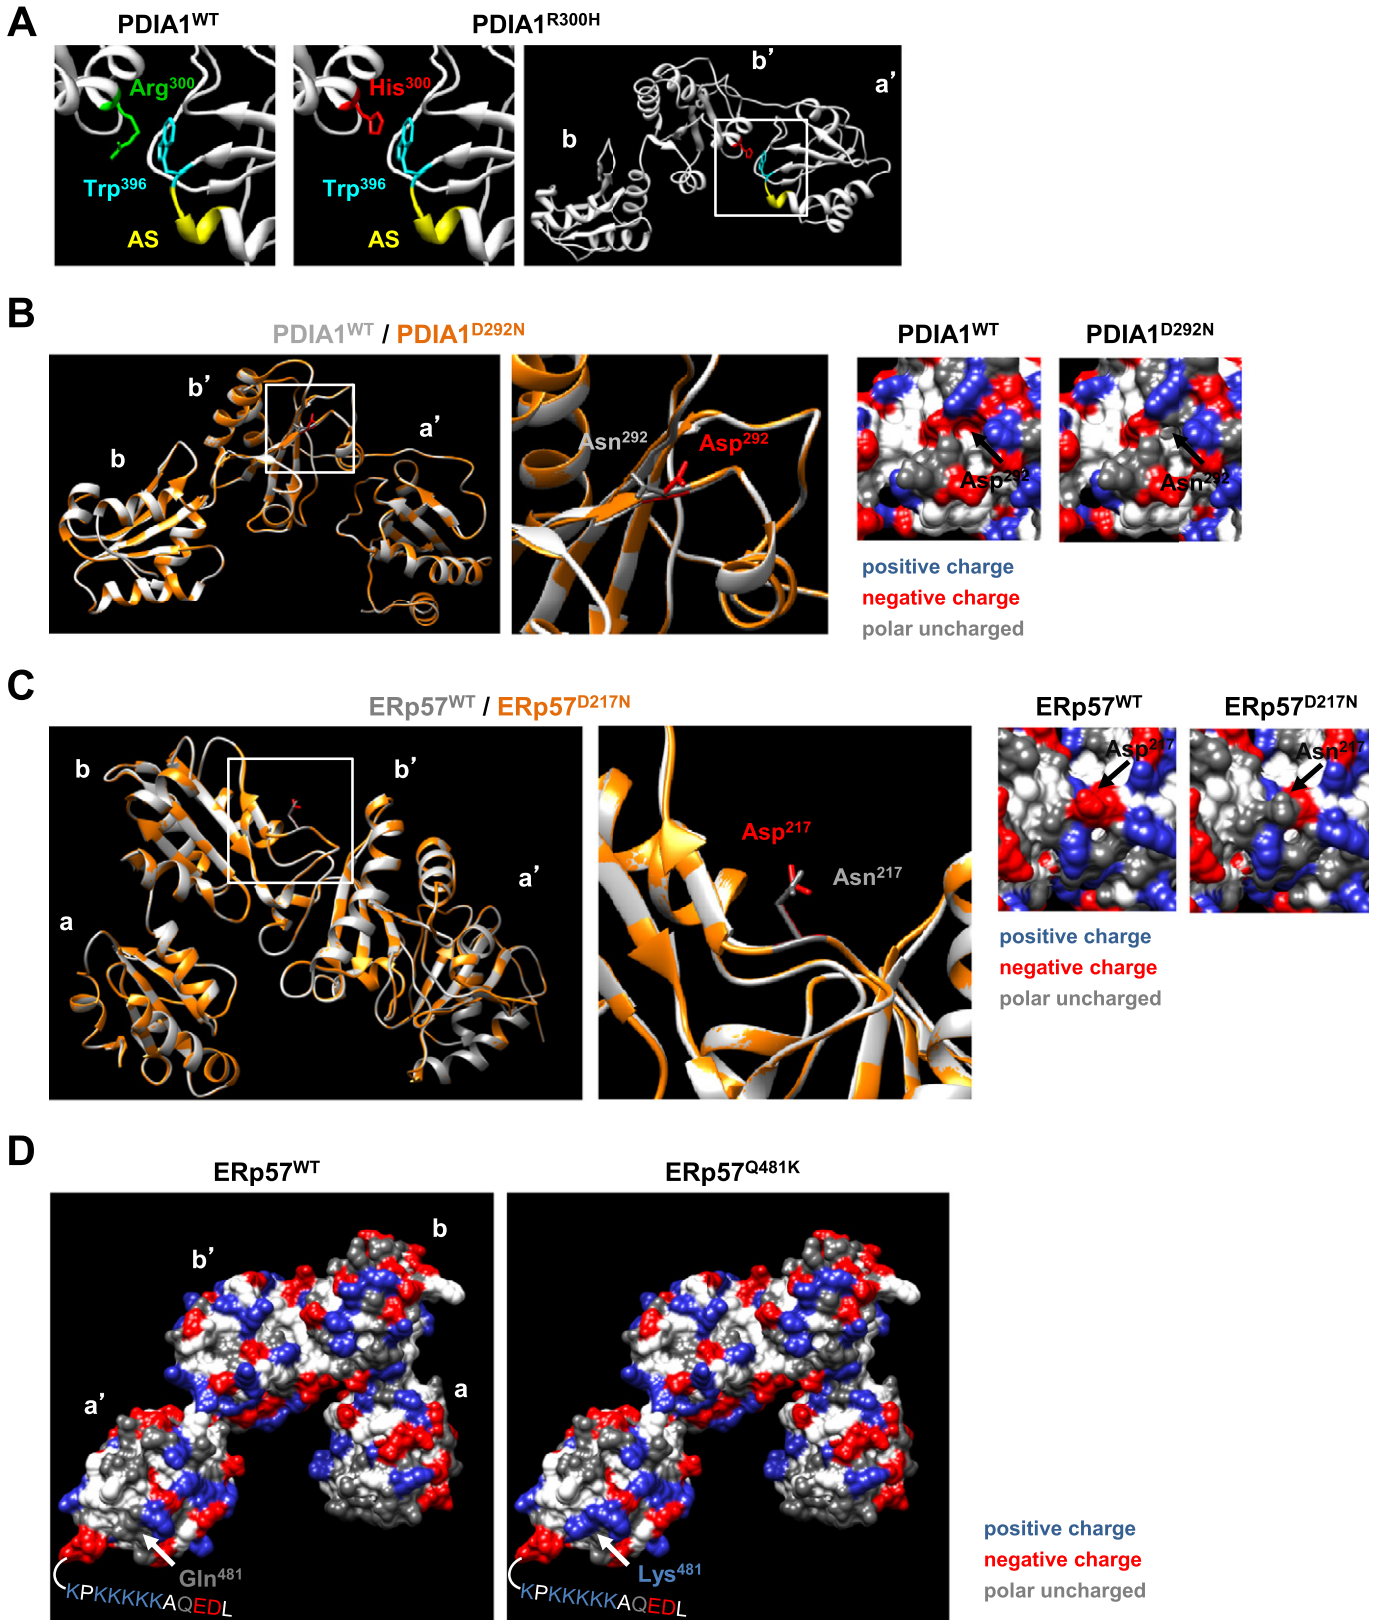 A
PDIA1WT
PDIA1R300H
Arg300
Trp396
AS
His300
Trp396
AS
b
b’
a’
B
PDIA1WT / PDIA1D292N
b
b’
a’
Asn292
Asp292
PDIA1WT
PDIA1D292N
Asp292
Asn292
positive charge
negative charge
polar uncharged
C
ERp57WT / ERp57D217N
b
b’
a
a’
Asp217
Asn217
ERp57WT
ERp57D217N
Asp217
Asn217
positive charge
negative charge
polar uncharged
D
ERp57WT
ERp57Q481K
b
b’
a
a’
Gln481
KPKKKKKAQEDL
Lys481
KPKKKKKAQEDL
positive charge
negative charge
polar uncharged